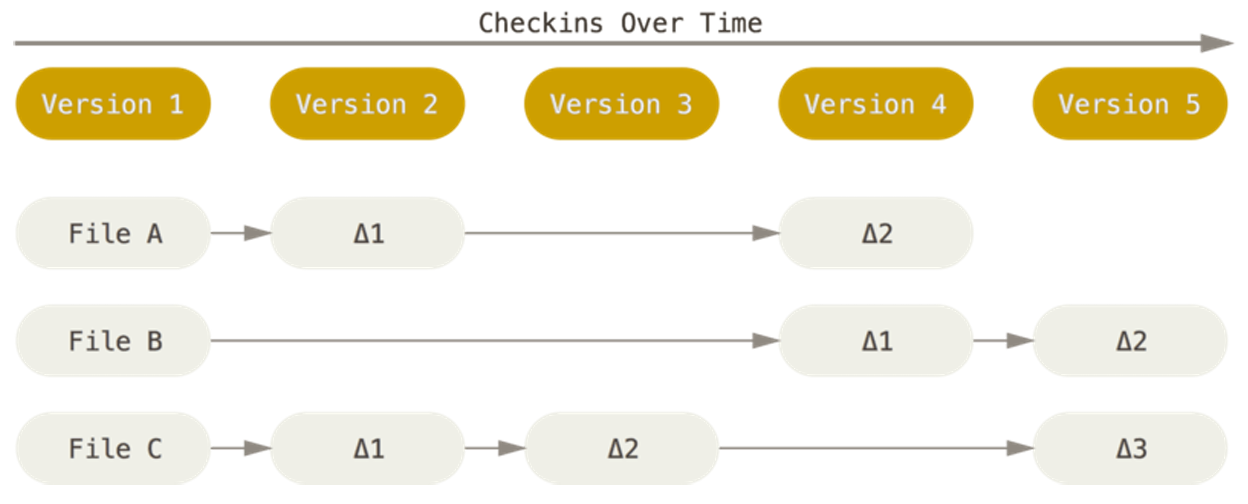 Checkins Over Time
Version 1 Version 2 Version 3 Version 4 Version 5
File A Δ1 Δ2
File B Δ1 Δ2
File C Δ1 Δ2 Δ3